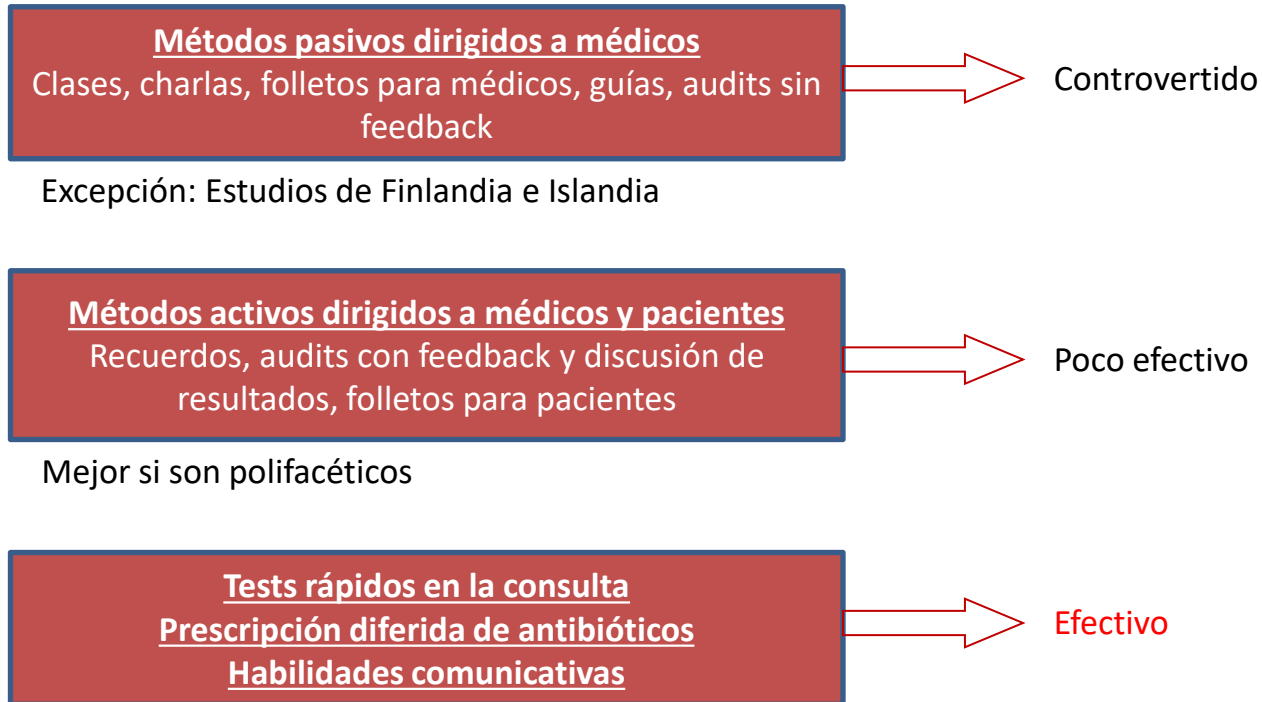 Métodos pasivos dirigidos a médicos
Clases, charlas, folletos para médicos, guías, audits sin
feedback
Controvertido
Excepción: Estudios de Finlandia e Islandia
Métodos activos dirigidos a médicos y pacientes
Recuerdos, audits con feedback y discusión de
resultados, folletos para pacientes
Poco efectivo
Mejor si son polifacéticos
Tests rápidos en la consulta
Prescripción diferida de antibióticos
Habilidades comunicativas
Efectivo